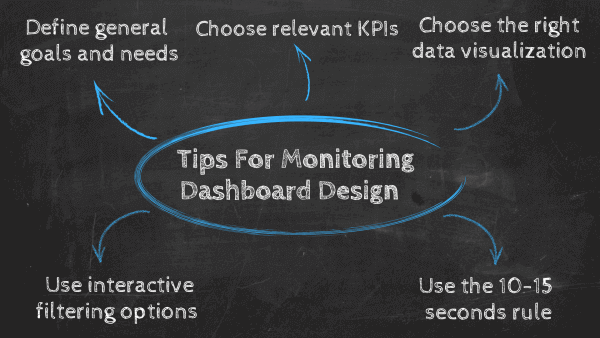 Define general
goals and needs
Choose relevant KPIs
Choose the right
data visualization
Tips For Monitoring
Dashboard Design
Use interactive
filtering options
Use the 10-15
seconds rule